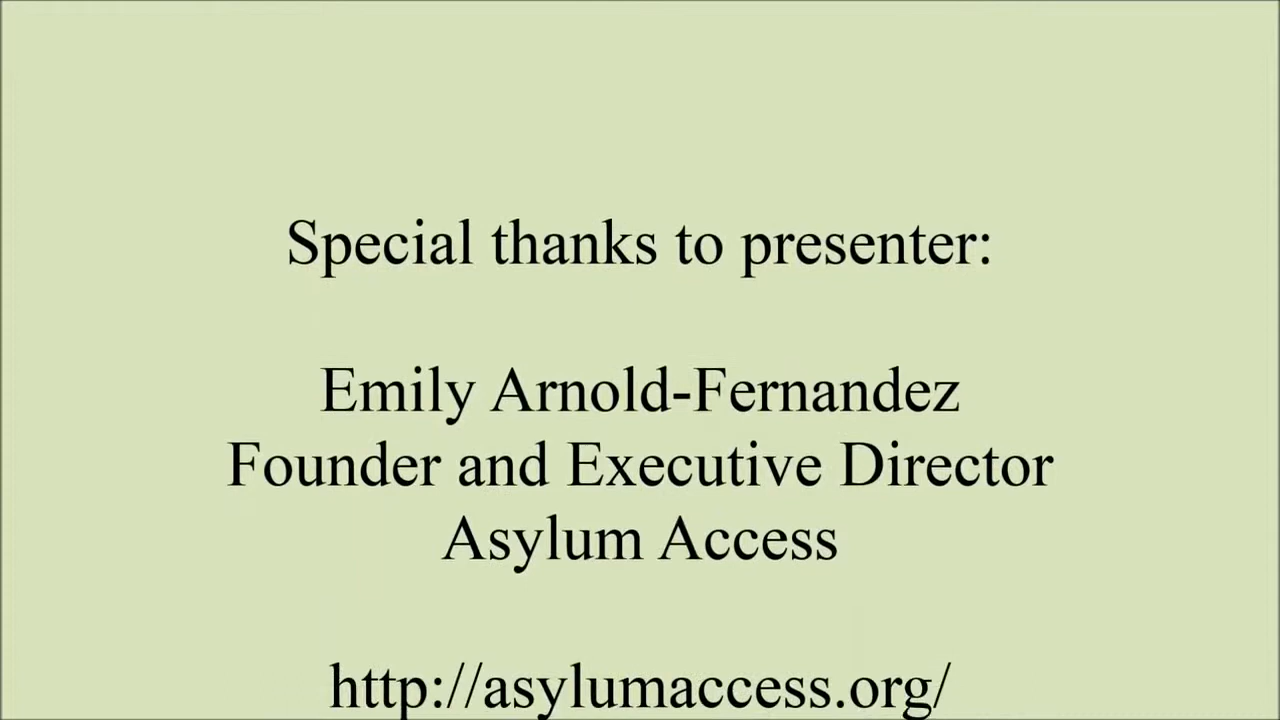 Special thanks to presenter:
Emily Arnold-Fernandez
Founder and Executive Director
Asylum Access
http://asylumaccess.org/